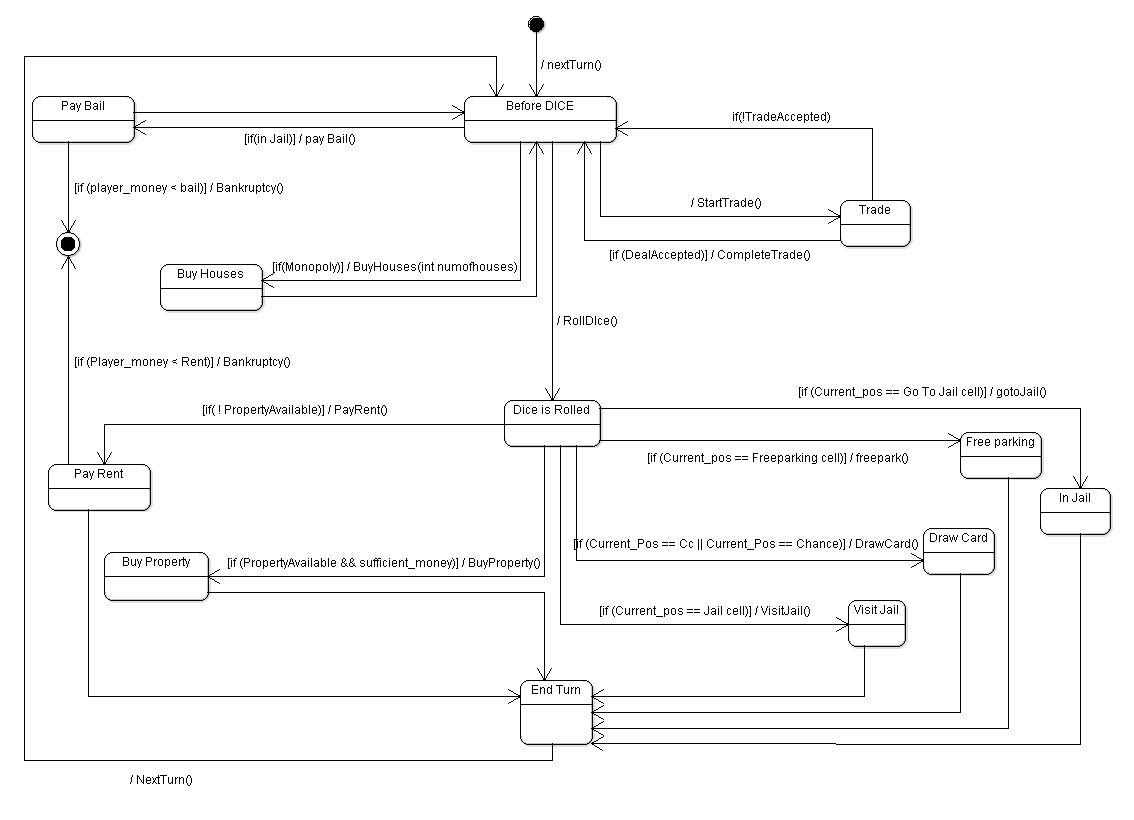 / nextTurn()
Pay Bail
Before DICE
if(!TradeAccepted)
[if(in Jail)] / pay Bail()
[if (player_money < bail)] / Bankruptcy()
/ StartTrade()
Trade
[if (DealAccepted)] / CompleteTrade()
Buy Houses
[if(Monopoly)] / BuyHouses(int numofhouses)
/ RollDIce()
[if (Player_money < Rent)] / Bankruptcy()
[if (Current_pos == Go To Jail cell)] / gotoJail()
[if( ! PropertyAvailable)] / PayRent()
Dice is Rolled
Free parking
[if (Current_pos == Freeparking cell)] / freepark()
Pay Rent
In Jail
[if (Current_Pos == Cc || Current_Pos == Chance)] / DrawCard()
Draw Card
Buy Property
[if (PropertyAvailable && sufficient_money)] / BuyProperty()
[if (Current_pos == Jail cell)] / VisitJail()
Visit Jail
End Turn
/ NextTurn()